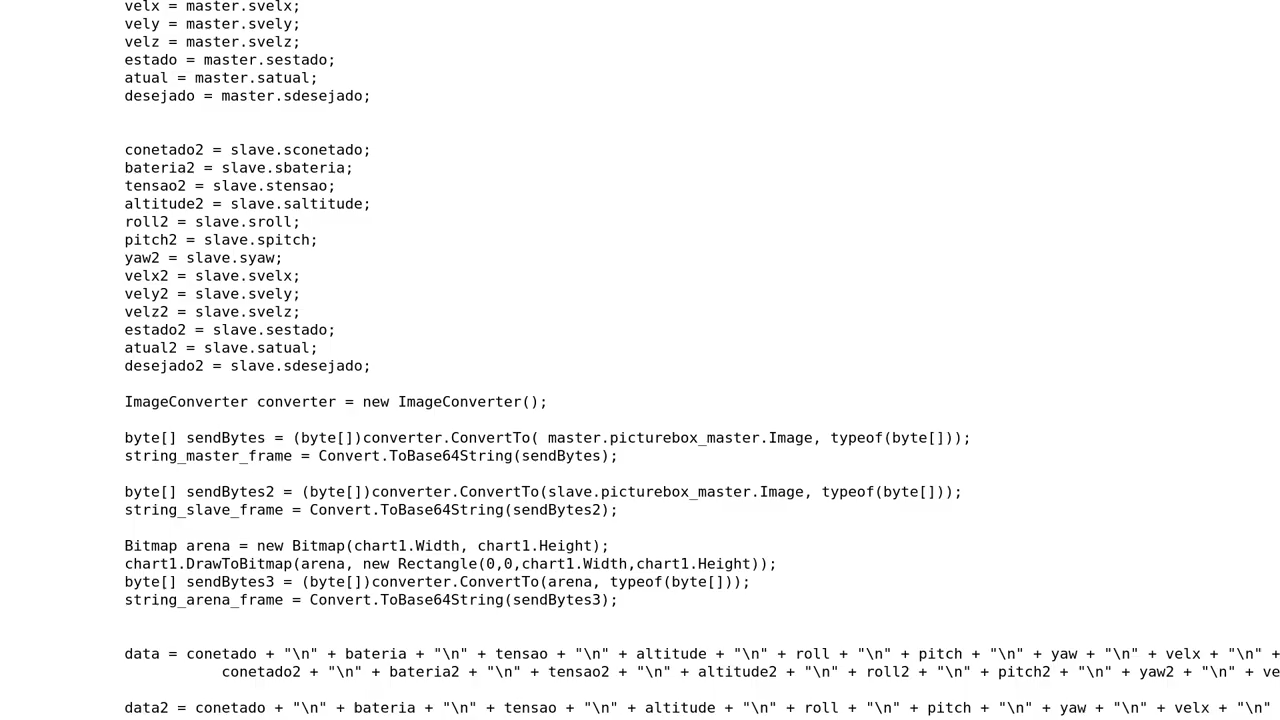 velx = master.svelx;
vely = master.svely;
velz = master.svelz;
estado = master.sestado;
atual = master.satual;
desejado = master.sdesejado;
conetado2 = slave.sconetado;
bateria2 = slave.sbateria;
tensao2 = slave.stensao;
altitude2 = slave.saltitude;
roll2 = slave.sroll;
pitch2 = slave.spitch;
yaw2 = slave.syaw;
velx2 = slave.svelx;
vely2 = slave.svely;
velz2 = slave.svelz;
estado2 = slave.sestado;
atual2 = slave.satual;
desejado2 = slave.sdesejado;
ImageConverter converter = new ImageConverter();
byte[] sendBytes = (byte[])converter.ConvertTo( master.picturebox_master.Image, typeof(byte[]));
string_master_frame = Convert.ToBase64String(sendBytes);
byte[] sendBytes2 = (byte[])converter.ConvertTo(slave.picturebox_master.Image, typeof(byte[]));
string_slave_frame = Convert.ToBase64String(sendBytes2);
Bitmap arena = new Bitmap(chart1.Width, chart1.Height);
chart1.DrawToBitmap(arena, new Rectangle(0,0,chart1.Width,chart1.Height));
byte[] sendBytes3 = (byte[])converter.ConvertTo(arena, typeof(byte[]));
string_arena_frame = Convert.ToBase64String(sendBytes3);
data = conetado + "\n" + bateria + "\n" + tensao + "\n" + altitude + "\n" + roll + "\n" + pitch + "\n" + yaw + "\n" + velx + "\n" +
conetado2 + "\n" + bateria2 + "\n" + tensao2 + "\n" + altitude2 + "\n" + roll2 + "\n" + pitch2 + "\n" + yaw2 + "\n" + ve
data2 = conetado + "\n" + bateria + "\n" + tensao + "\n" + altitude + "\n" + roll + "\n" + pitch + "\n" + yaw + "\n" + velx + "\n"